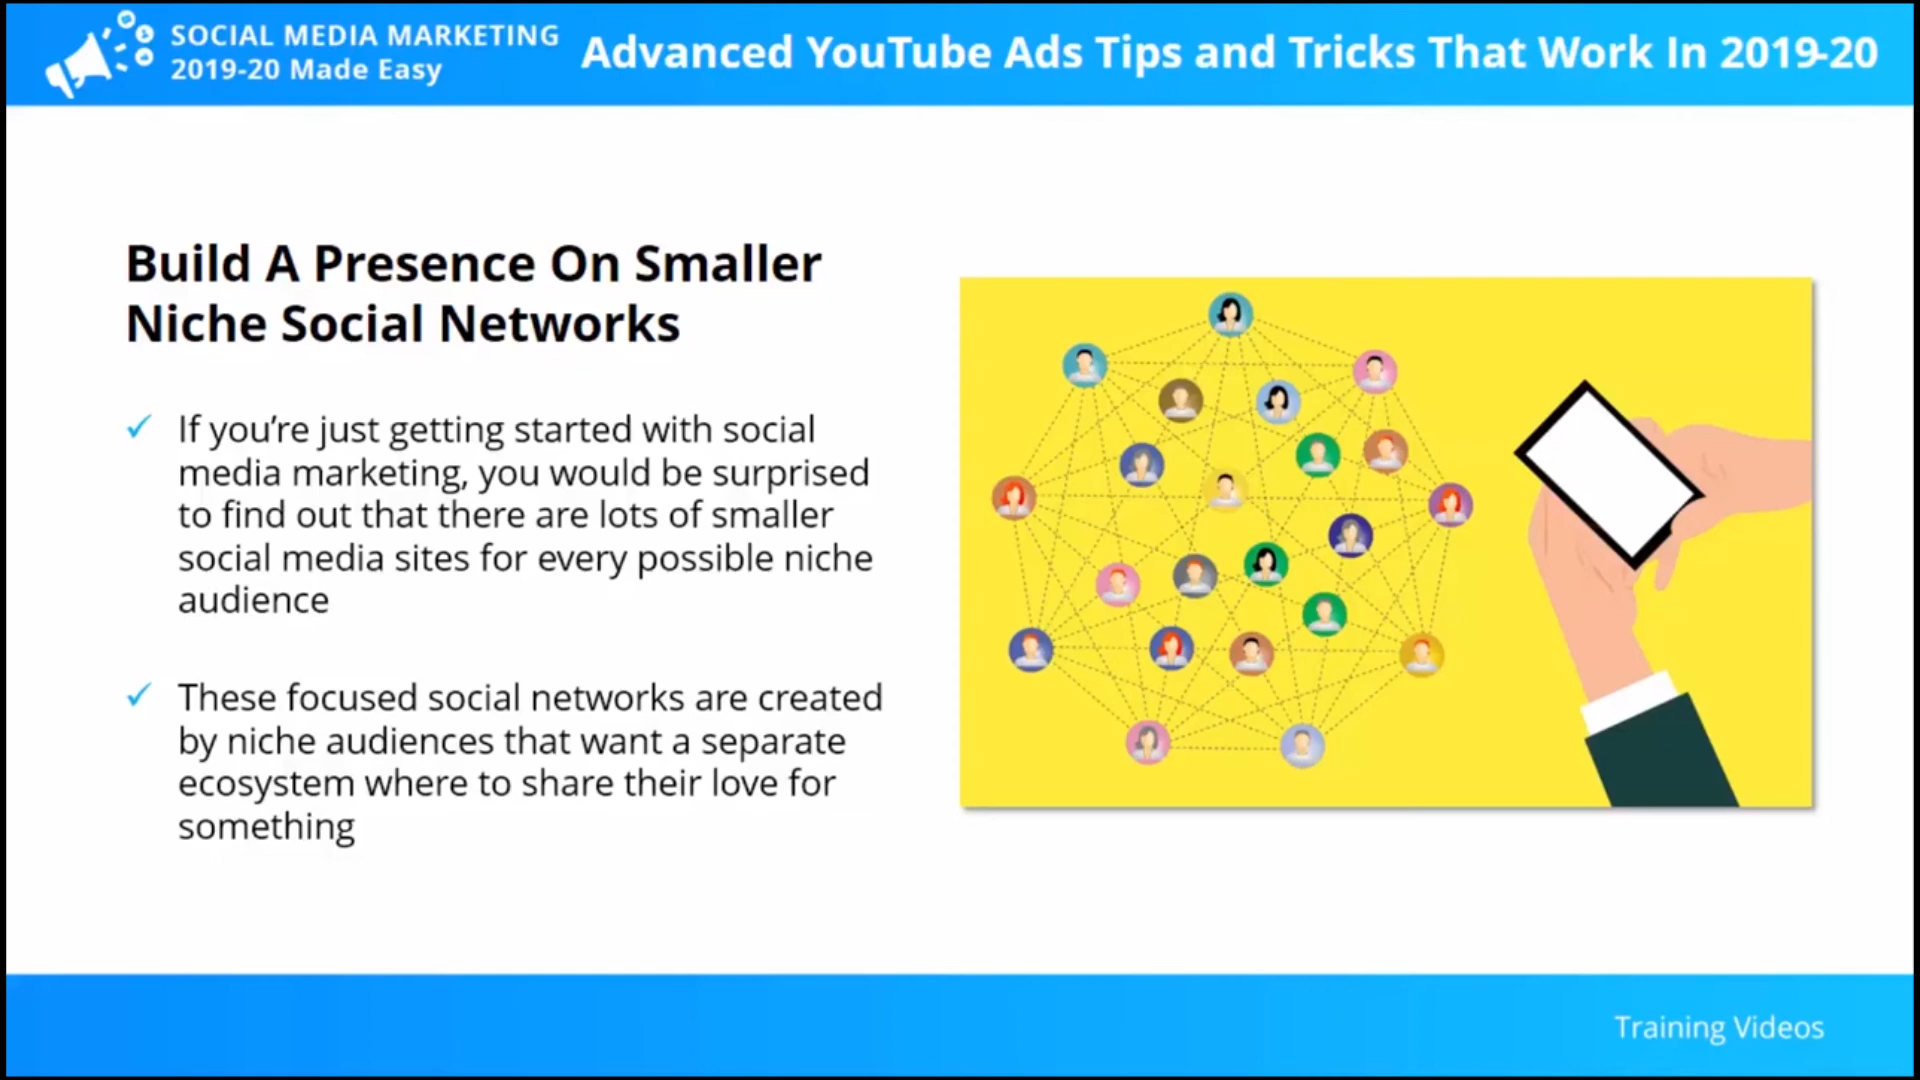 SOCIAL MEDIA MARKETING
2019-20 Made Easy
Advanced YouTube Ads Tips and Tricks That Work In 2019-20
Build A Presence On Smaller
Niche Social Networks
✓ If you’re just getting started with social
media marketing, you would be surprised
to find out that there are lots of smaller
social media sites for every possible niche
audience
✓ These focused social networks are created
by niche audiences that want a separate
ecosystem where to share their love for
something
Training Videos